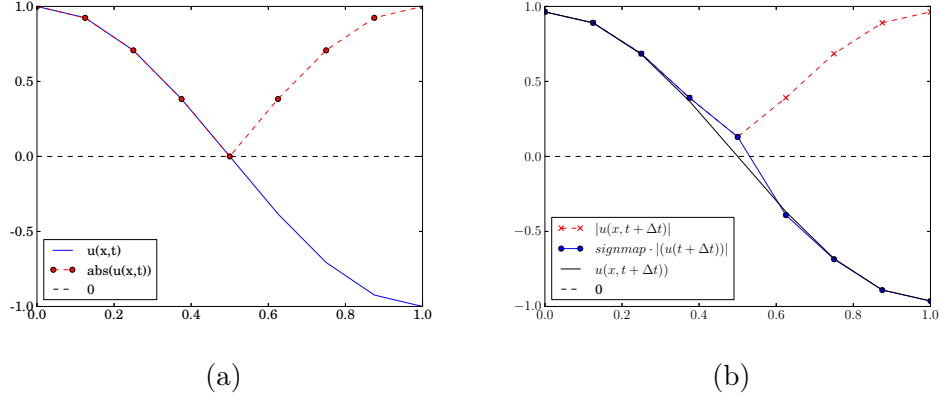 1.0
0.5
0.0
-0.5
-1.0
0.0 0.2 0.4 0.6 0.8 1.0
u(x,t)
abs(u(x,t))
0
(a)
1.0
0.5
0.0
−0.5
−1.0
0.0 0.2 0.4 0.6 0.8 1.0
|u(x, t + Δt)|
signmap · |(u(t + Δt))|
u(x, t + Δt))
0
(b)